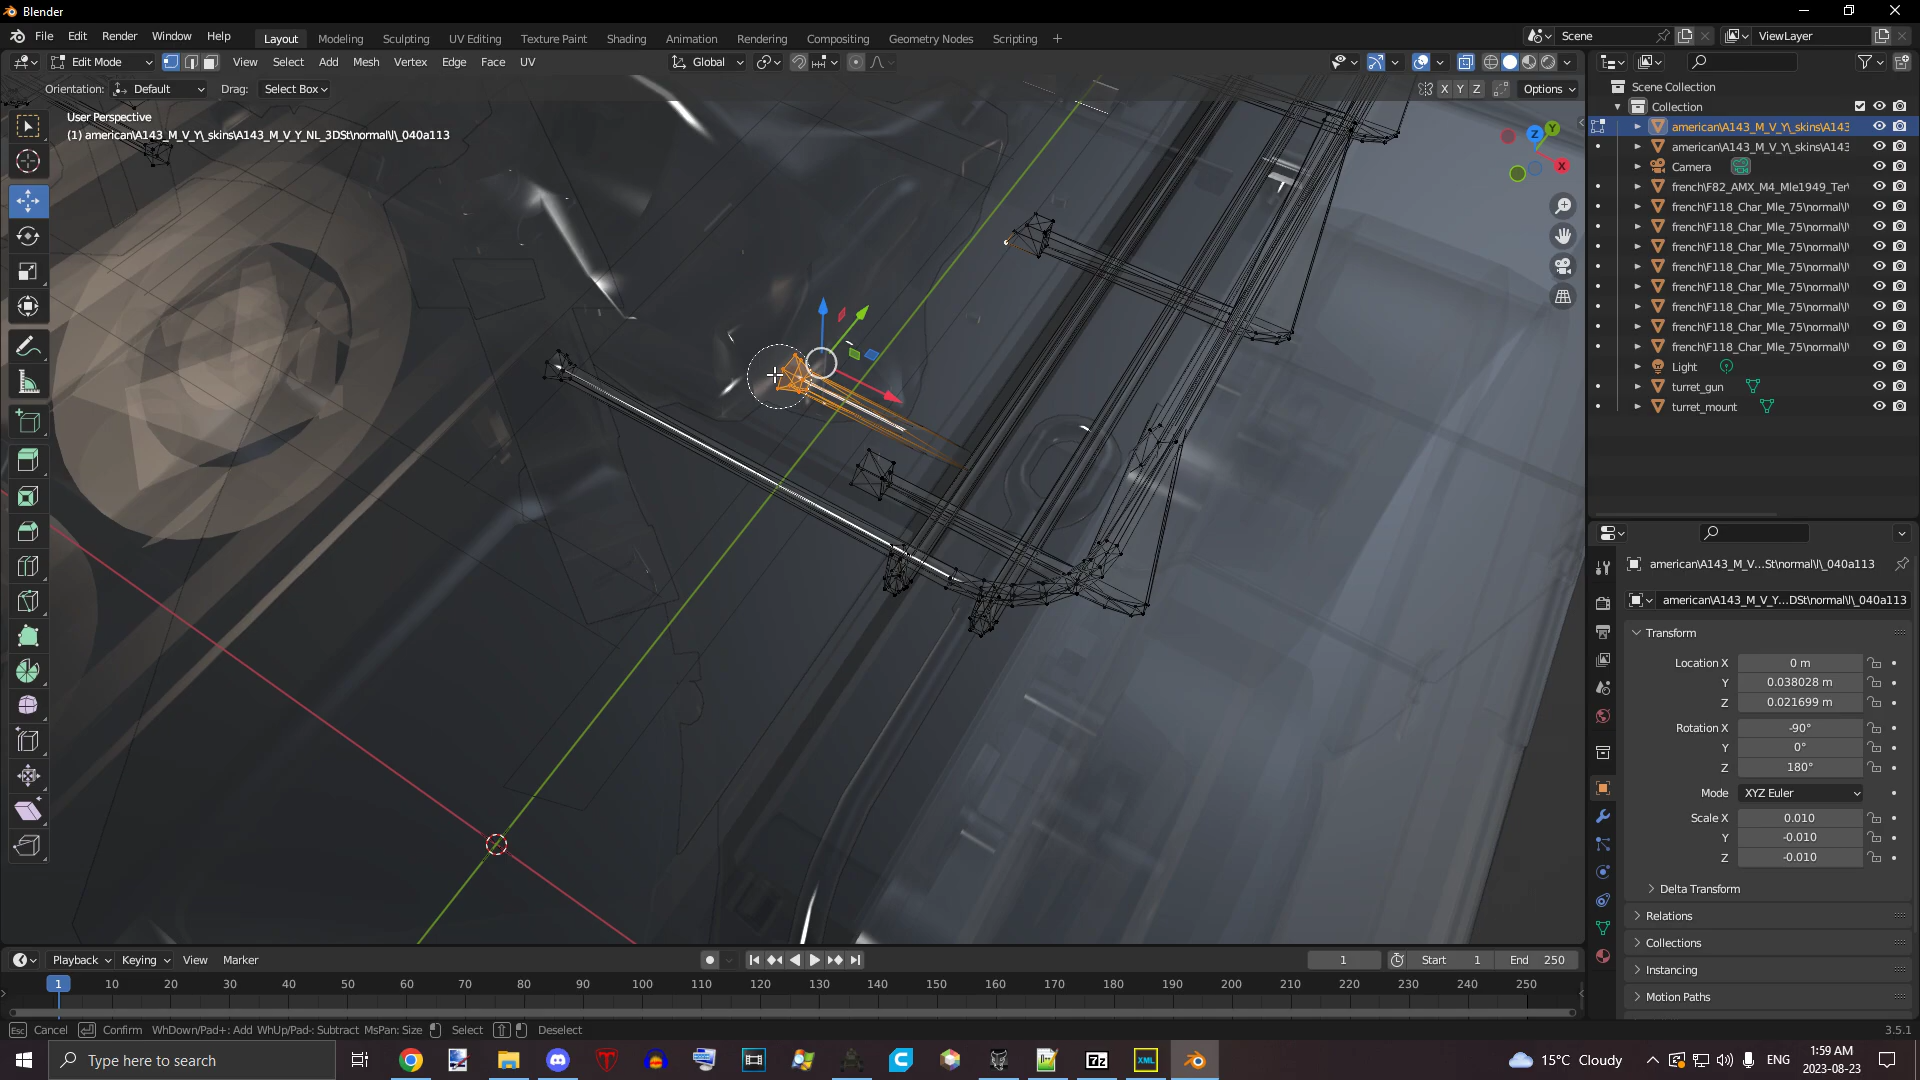 Blender
File Edit Render Window Help
Layout Modeling Sculpting UV Editing Texture Paint Shading Animation Rendering Compositing Geometry Nodes Scripting +
Scene
ViewLayer
Edit Mode
View Select Add Mesh Vertex Edge Face UV
Global
Orientation: Default Drag: Select Box
X Y Z Options
User Perspective
(1) american\A143_M_V_Y\_skins\A143_M_V_Y_NL_3DSt\normal\l\_040a113
Z Y X
Scene Collection
Collection
american\A143_M_V_Y\_skins\A143
american\A143_M_V_Y\_skins\A143
Camera
french\F82_AMX_M4_Mle1949_Ter\
french\F118_Char_Mle_75\normal\l\
french\F118_Char_Mle_75\normal\l\
french\F118_Char_Mle_75\normal\l\
french\F118_Char_Mle_75\normal\l\
french\F118_Char_Mle_75\normal\l\
french\F118_Char_Mle_75\normal\l\
french\F118_Char_Mle_75\normal\l\
french\F118_Char_Mle_75\normal\l\
Light
turret_gun
turret_mount
american\A143_M_V...St\normal\l\_040a113
american\A143_M_V_Y...DSt\normal\l\_040a113
Transform
Location X 0 m
Y 0.038028 m
Z 0.021699 m
Rotation X -90°
Y 0°
Z 180°
Mode XYZ Euler
Scale X 0.010
Y -0.010
Z -0.010
Delta Transform
Relations
Collections
Instancing
Motion Paths
Playback Keying View Marker
1 Start 1 End 250
1 10 20 30 40 50 60 70 80 90 100 110 120 130 140 150 160 170 180 190 200 210 220 230 240 250
Esc Cancel Confirm WhDown/Pad+: Add WhUp/Pad-: Subtract MsPan: Size Select Deselect
3.5.1
Type here to search
7z
XML
15°C Cloudy
ENG
1:59 AM
2023-08-23